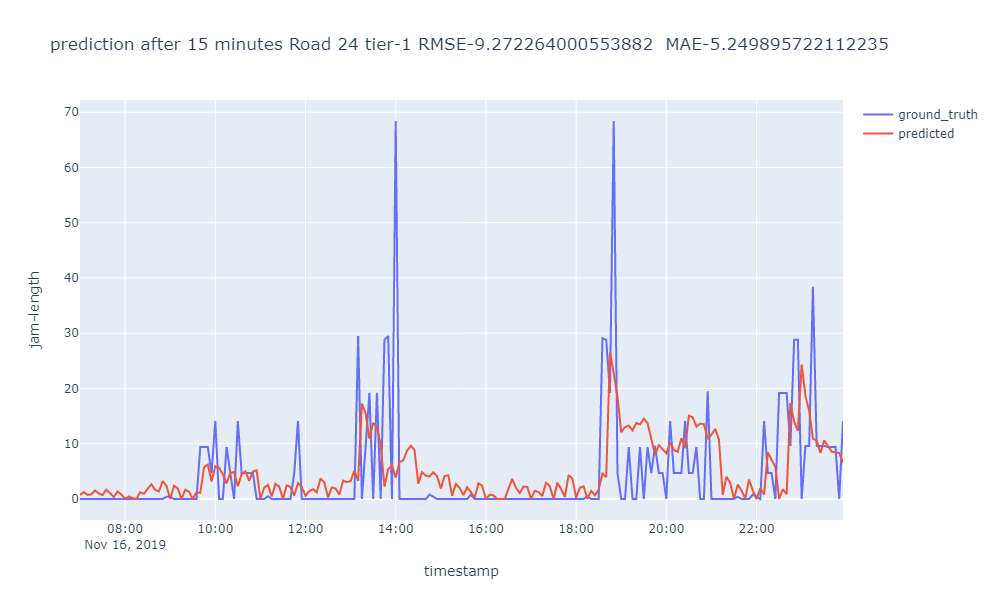 prediction after 15 minutes Road 24 tier-1 RMSE-9.272264000553882  MAE-5.249895722112235
ground_truth
predicted
70
60
50
40
30
20
10
0
jam-length
08:00 10:00 12:00 14:00 16:00 18:00 20:00 22:00
Nov 16, 2019
timestamp